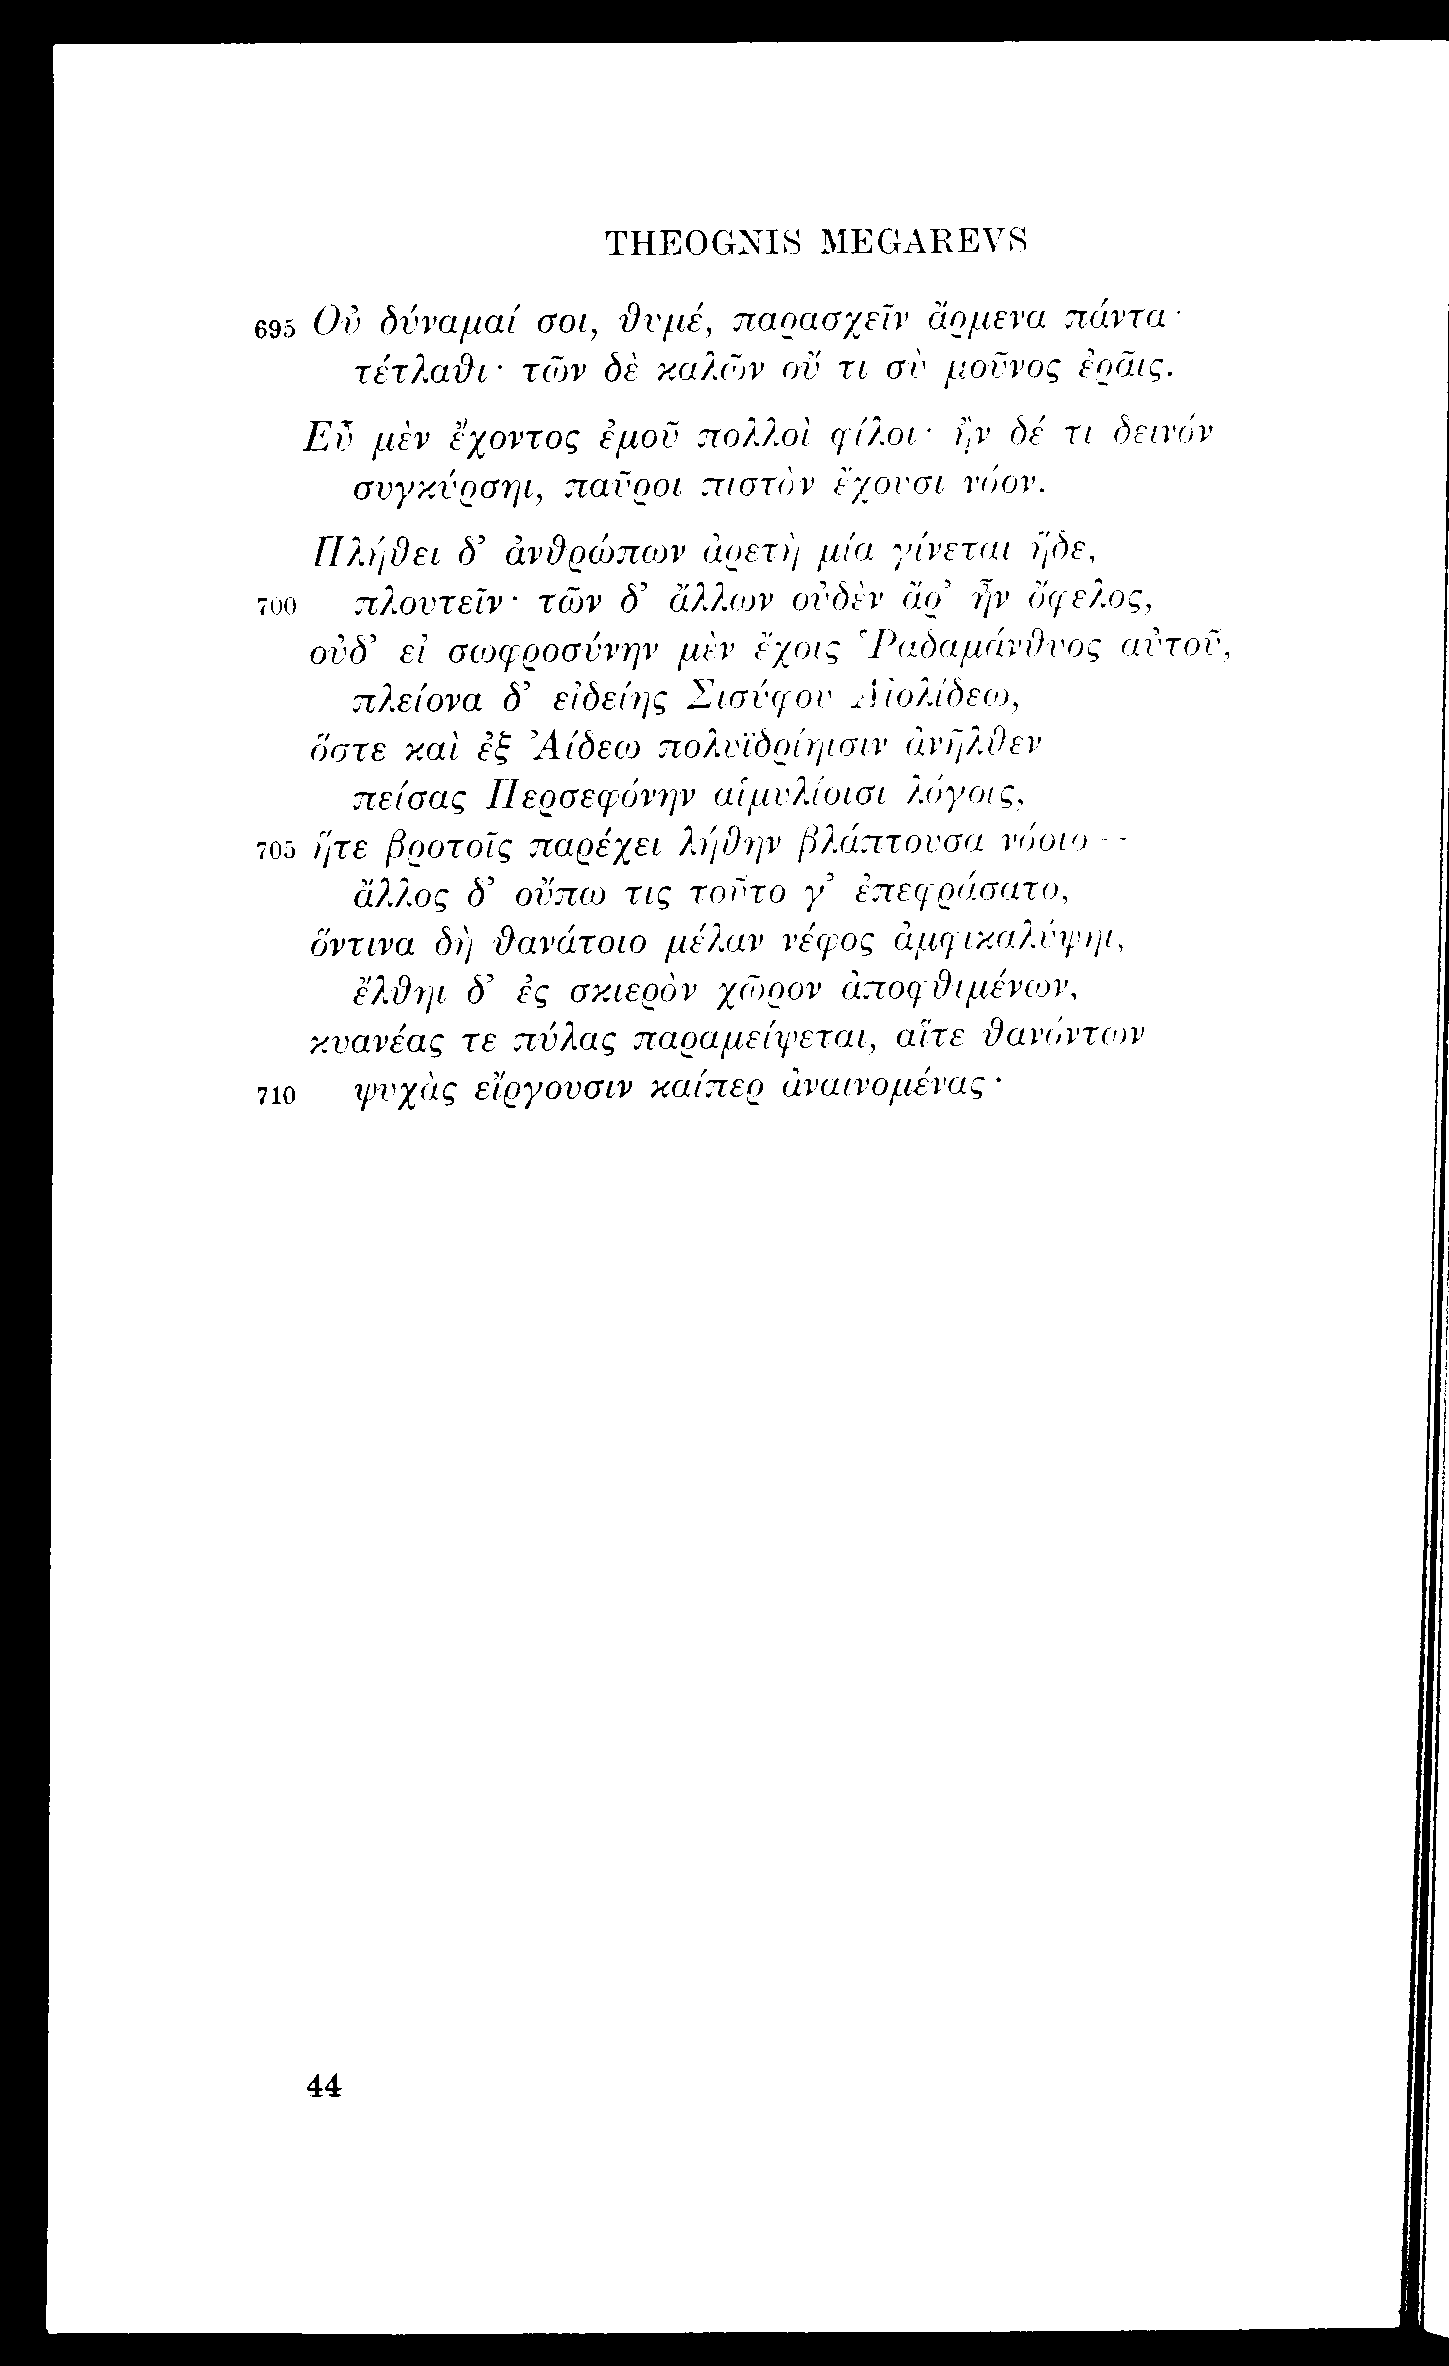 THEOGNIS MEGAREVS
695 Οὐ δύναμαί σοι, θυμέ, παρασχεῖν ἄρμενα πάντα·
τέτλαθι· τῶν δὲ καλῶν οὔ τι σὺ μοῦνος ἐρᾶις.
Εὖ μὲν ἔχοντος ἐμοῦ πολλοὶ φίλοι· ἢν δέ τι δεινόν
συγκύρσηι, παῦροι πιστὸν ἔχουσι νόον.
Πλήθει δ’ ἀνθρώπων ἀρετὴ μία γίνεται ἥδε,
700 πλουτεῖν· τῶν δ’ ἄλλων οὐδὲν ἄρ’ ἦν ὄφελος,
οὐδ’ εἰ σωφροσύνην μὲν ἔχοις Ῥαδαμάνθυος αὐτοῦ,
πλείονα δ’ εἰδείης Σισύφου Αἰολίδεω,
ὅστε καὶ ἐξ Ἀίδεω πολυϊδρίηισιν ἀνῆλθεν
πείσας Περσεφόνην αἱμυλίοισι λόγοις,
705 ἥτε βροτοῖς παρέχει λήθην βλάπτουσα νόοιο —
ἄλλος δ’ οὔπω τις τοῦτο γ’ ἐπεφράσατο,
ὅντινα δὴ θανάτοιο μέλαν νέφος ἀμφικαλύψηι,
ἔλθηι δ’ ἐς σκιερὸν χῶρον ἀποφθιμένων,
κυανέας τε πύλας παραμείψεται, αἵτε θανόντων
710 ψυχὰς εἴργουσιν καίπερ ἀναινομένας·
44